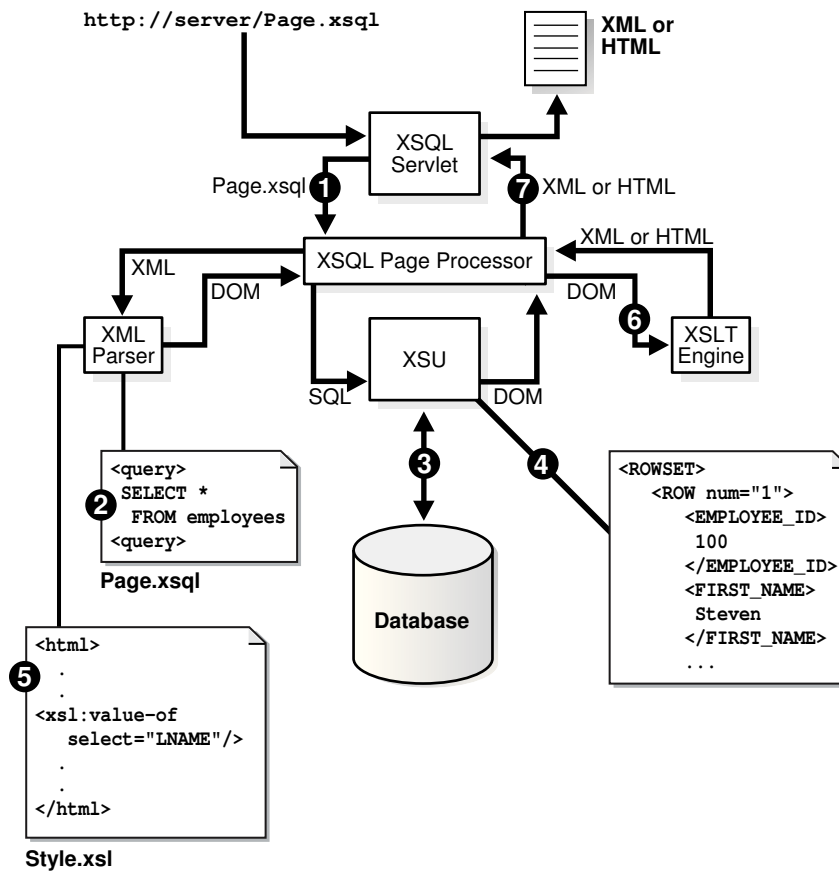 http://server/Page.xsql
XML or
HTML
XSQL
Servlet
Page.xsql
1
7
XML or HTML
XML or HTML
XML
XSQL Page Processor
DOM
DOM
6
XML
Parser
XSU
XSLT
Engine
SQL
DOM
3
4
2
<query>
SELECT *
FROM employees
<query>
Page.xsql
<ROWSET>
<ROW num="1">
<EMPLOYEE_ID>
100
</EMPLOYEE_ID>
<FIRST_NAME>
Steven
</FIRST_NAME>
...
Database
5
<html>
.
.
<xsl:value-of
select="LNAME"/>
.
.
</html>
Style.xsl